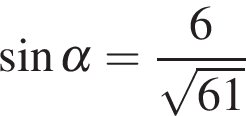 sin α = 6/√61